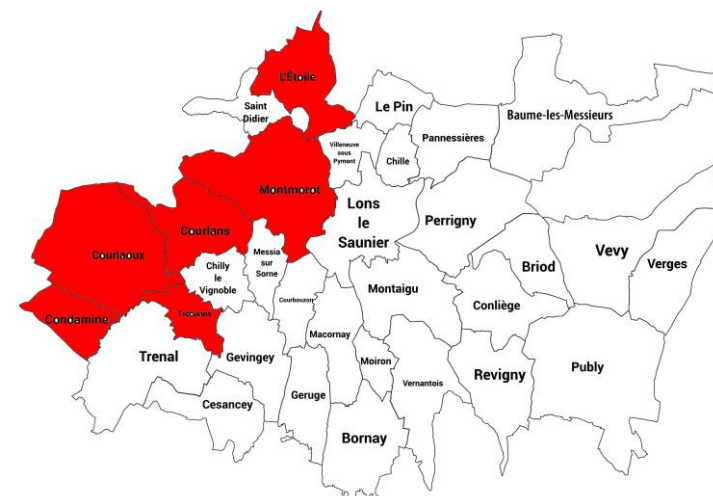 L'Étoile
Saint
Didier
Le Pin
Baume-les-Messieurs
Pannessières
Villeneuve
sous
Pymont
Chille
Montmorot
Lons
le
Saunier
Perrigny
Courlans
Courlaoux
Messia
sur
Sorne
Chilly
le
Vignoble
Vevy
Briod
Verges
Montaigu
Courbouzon
Conliège
Condamine
Frébuans
Macornay
Trenal
Gevingey
Moiron
Publy
Revigny
Vernantois
Geruge
Cesancey
Bornay